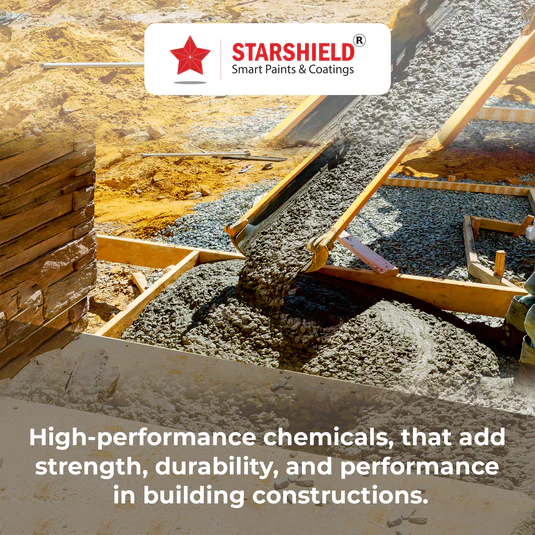 STARSHIELD®
Smart Paints & Coatings
High-performance chemicals, that add
strength, durability, and performance
in building constructions.